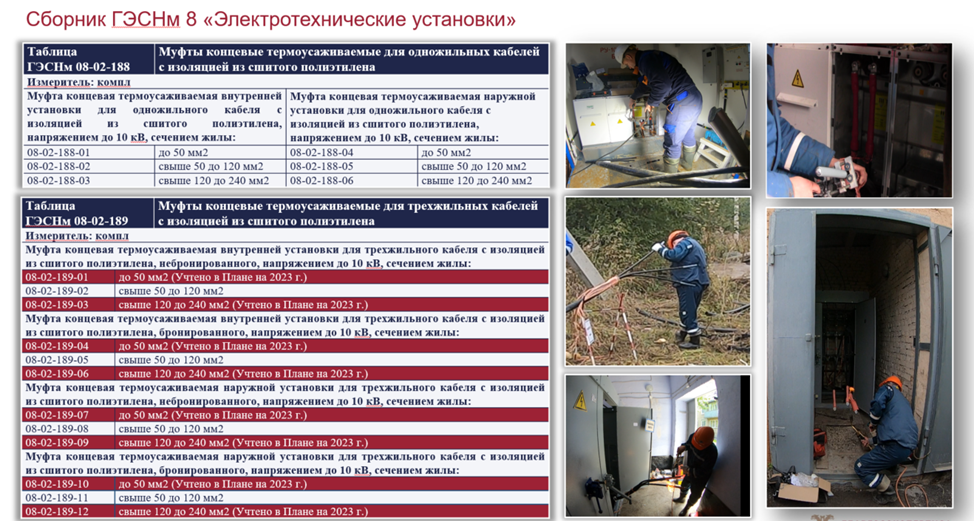 Сборник ГЭСНм 8 «Электротехнические установки»
Таблица
ГЭСНм 08-02-188
Муфты концевые термоусаживаемые для одножильных кабелей
с изоляцией из сшитого полиэтилена
Измеритель: компл
Муфта концевая термоусаживаемая внутренней
установки для одножильного кабеля с
изоляцией из сшитого полиэтилена,
напряжением до 10 кВ, сечением жилы:
Муфта концевая термоусаживаемая наружной
установки для одножильного кабеля с
изоляцией из сшитого полиэтилена,
напряжением до 10 кВ, сечением жилы:
08-02-188-01 до 50 мм2 08-02-188-04 до 50 мм2
08-02-188-02 свыше 50 до 120 мм2 08-02-188-05 свыше 50 до 120 мм2
08-02-188-03 свыше 120 до 240 мм2 08-02-188-06 свыше 120 до 240 мм2
Таблица
ГЭСНм 08-02-189
Муфты концевые термоусаживаемые для трехжильных кабелей
с изоляцией из сшитого полиэтилена
Измеритель: компл
Муфта концевая термоусаживаемая внутренней установки для трехжильного кабеля с изоляцией
из сшитого полиэтилена, небронированного, напряжением до 10 кВ, сечением жилы:
08-02-189-01 до 50 мм2 (Учтено в Плане на 2023 г.)
08-02-189-02 свыше 50 до 120 мм2
08-02-189-03 свыше 120 до 240 мм2 (Учтено в Плане на 2023 г.)
Муфта концевая термоусаживаемая внутренней установки для трехжильного кабеля с изоляцией
из сшитого полиэтилена, бронированного, напряжением до 10 кВ, сечением жилы:
08-02-189-04 до 50 мм2 (Учтено в Плане на 2023 г.)
08-02-189-05 свыше 50 до 120 мм2
08-02-189-06 свыше 120 до 240 мм2 (Учтено в Плане на 2023 г.)
Муфта концевая термоусаживаемая наружной установки для трехжильного кабеля с изоляцией
из сшитого полиэтилена, небронированного, напряжением до 10 кВ, сечением жилы:
08-02-189-07 до 50 мм2 (Учтено в Плане на 2023 г.)
08-02-189-08 свыше 50 до 120 мм2
08-02-189-09 свыше 120 до 240 мм2 (Учтено в Плане на 2023 г.)
Муфта концевая термоусаживаемая наружной установки для трехжильного кабеля с изоляцией
из сшитого полиэтилена, бронированного, напряжением до 10 кВ, сечением жилы:
08-02-189-10 до 50 мм2 (Учтено в Плане на 2023 г.)
08-02-189-11 свыше 50 до 120 мм2
08-02-189-12 свыше 120 до 240 мм2 (Учтено в Плане на 2023 г.)